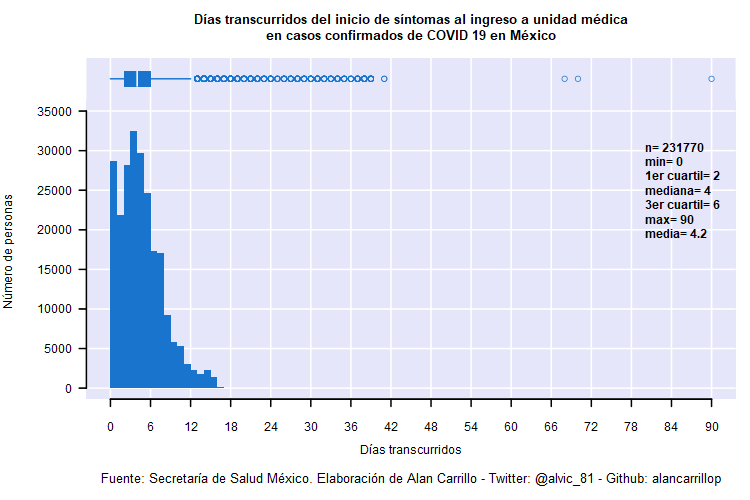 Días transcurridos del inicio de síntomas al ingreso a unidad médica
en casos confirmados de COVID 19 en México
35000
30000
25000
20000
15000
10000
5000
0
Número de personas
n= 231770
min= 0
1er cuartil= 2
mediana= 4
3er cuartil= 6
max= 90
media= 4.2
0 6 12 18 24 30 36 42 48 54 60 66 72 78 84 90
Días transcurridos
Fuente: Secretaría de Salud México. Elaboración de Alan Carrillo - Twitter: @alvic_81 - Github: alancarrillop